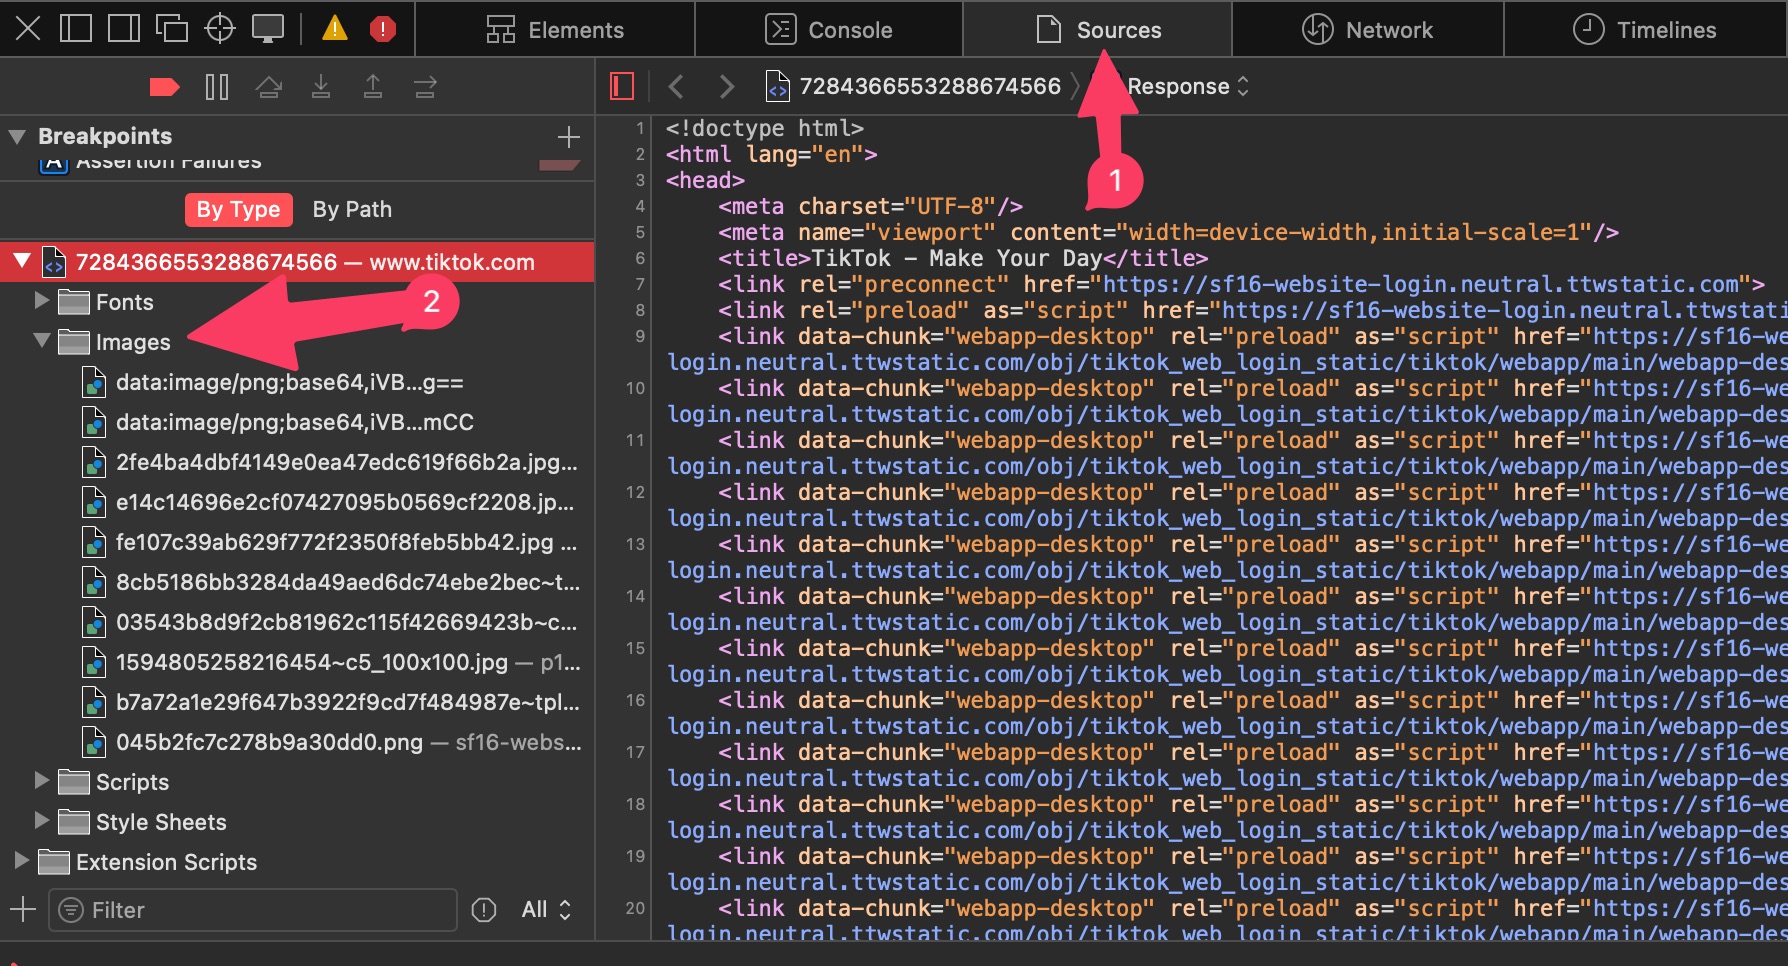 Elements
Console
Sources
Network
Timelines
7284366553288674566
Response
Breakpoints
Assertion Failures
By Type
By Path
7284366553288674566 — www.tiktok.com
Fonts
2
Images
data:image/png;base64,iVB...g==
data:image/png;base64,iVB...mCC
2fe4ba4dbf4149e0ea47edc619f66b2a.jpg...
e14c14696e2cf07427095b0569cf2208.jp...
fe107c39ab629f772f2350f8feb5bb42.jpg ...
8cb5186bb3284da49aed6dc74ebe2bec~t...
03543b8d9f2cb81962c115f42669423b~c...
1594805258216454~c5_100x100.jpg — p1...
b7a72a1e29f647b3922f9cd7f484987e~tpl...
045b2fc7c278b9a30dd0.png — sf16-webs...
Scripts
Style Sheets
Extension Scripts
Filter
All
1
1 <!doctype html>
2 <html lang="en">
3 <head>
4 <meta charset="UTF-8"/>
5 <meta name="viewport" content="width=device-width,initial-scale=1"/>
6 <title>TikTok - Make Your Day</title>
7 <link rel="preconnect" href="https://sf16-website-login.neutral.ttwstatic.com">
8 <link rel="preload" as="script" href="https://sf16-website-login.neutral.ttwstati
9 <link data-chunk="webapp-desktop" rel="preload" as="script" href="https://sf16-we
login.neutral.ttwstatic.com/obj/tiktok_web_login_static/tiktok/webapp/main/webapp-des
10 <link data-chunk="webapp-desktop" rel="preload" as="script" href="https://sf16-we
login.neutral.ttwstatic.com/obj/tiktok_web_login_static/tiktok/webapp/main/webapp-des
11 <link data-chunk="webapp-desktop" rel="preload" as="script" href="https://sf16-we
login.neutral.ttwstatic.com/obj/tiktok_web_login_static/tiktok/webapp/main/webapp-des
12 <link data-chunk="webapp-desktop" rel="preload" as="script" href="https://sf16-we
login.neutral.ttwstatic.com/obj/tiktok_web_login_static/tiktok/webapp/main/webapp-des
13 <link data-chunk="webapp-desktop" rel="preload" as="script" href="https://sf16-we
login.neutral.ttwstatic.com/obj/tiktok_web_login_static/tiktok/webapp/main/webapp-des
14 <link data-chunk="webapp-desktop" rel="preload" as="script" href="https://sf16-we
login.neutral.ttwstatic.com/obj/tiktok_web_login_static/tiktok/webapp/main/webapp-des
15 <link data-chunk="webapp-desktop" rel="preload" as="script" href="https://sf16-we
login.neutral.ttwstatic.com/obj/tiktok_web_login_static/tiktok/webapp/main/webapp-des
16 <link data-chunk="webapp-desktop" rel="preload" as="script" href="https://sf16-we
login.neutral.ttwstatic.com/obj/tiktok_web_login_static/tiktok/webapp/main/webapp-des
17 <link data-chunk="webapp-desktop" rel="preload" as="script" href="https://sf16-we
login.neutral.ttwstatic.com/obj/tiktok_web_login_static/tiktok/webapp/main/webapp-des
18 <link data-chunk="webapp-desktop" rel="preload" as="script" href="https://sf16-we
login.neutral.ttwstatic.com/obj/tiktok_web_login_static/tiktok/webapp/main/webapp-des
19 <link data-chunk="webapp-desktop" rel="preload" as="script" href="https://sf16-we
login.neutral.ttwstatic.com/obj/tiktok_web_login_static/tiktok/webapp/main/webapp-des
20 <link data-chunk="webapp-desktop" rel="preload" as="script" href="https://sf16-we
login.neutral.ttwstatic.com/obj/tiktok_web_login_static/tiktok/webapp/main/webapp-des